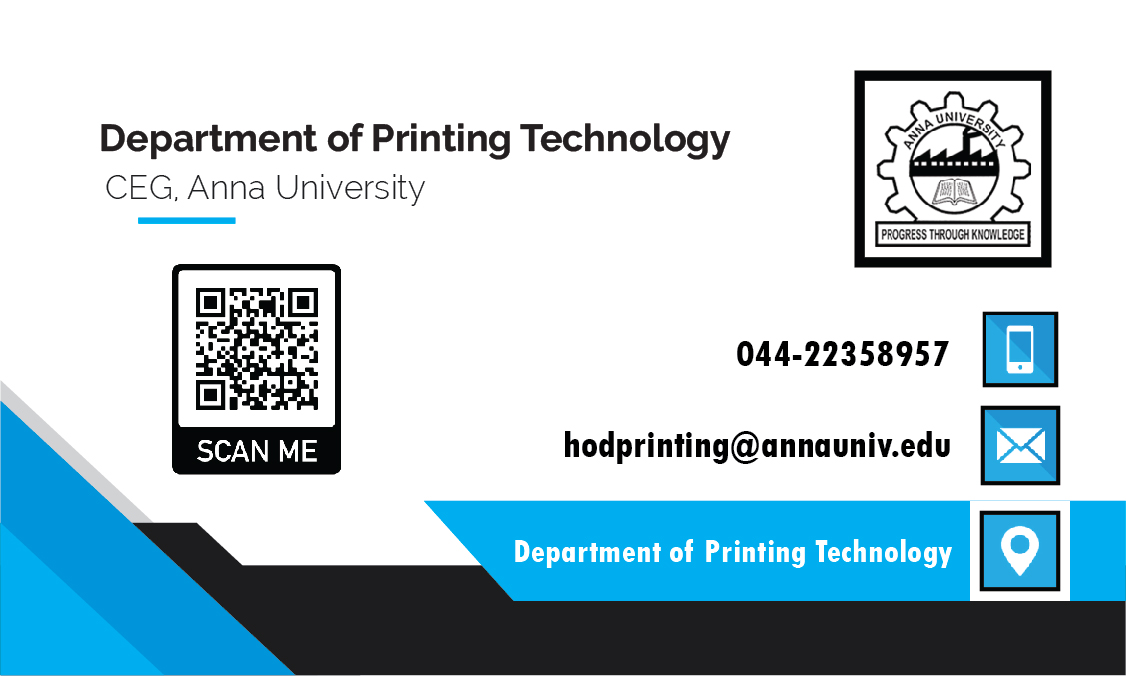 Department of Printing Technology
CEG, Anna University
ANNA UNIVERSITY
PROGRESS THROUGH KNOWLEDGE
SCAN ME
044-22358957
hodprinting@annauniv.edu
Department of Printing Technology